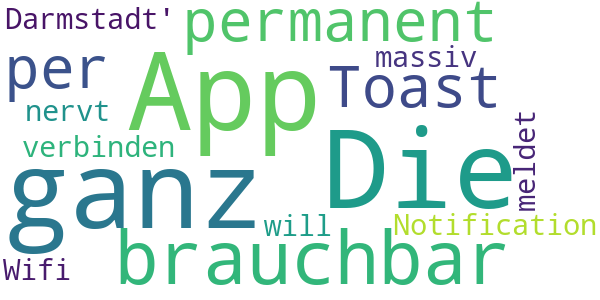 Darmstadt'
permanent
per
App
massiv
Toast
nervt
Die
meldet
verbinden
ganz
will
Notification
brauchbar
Wifi